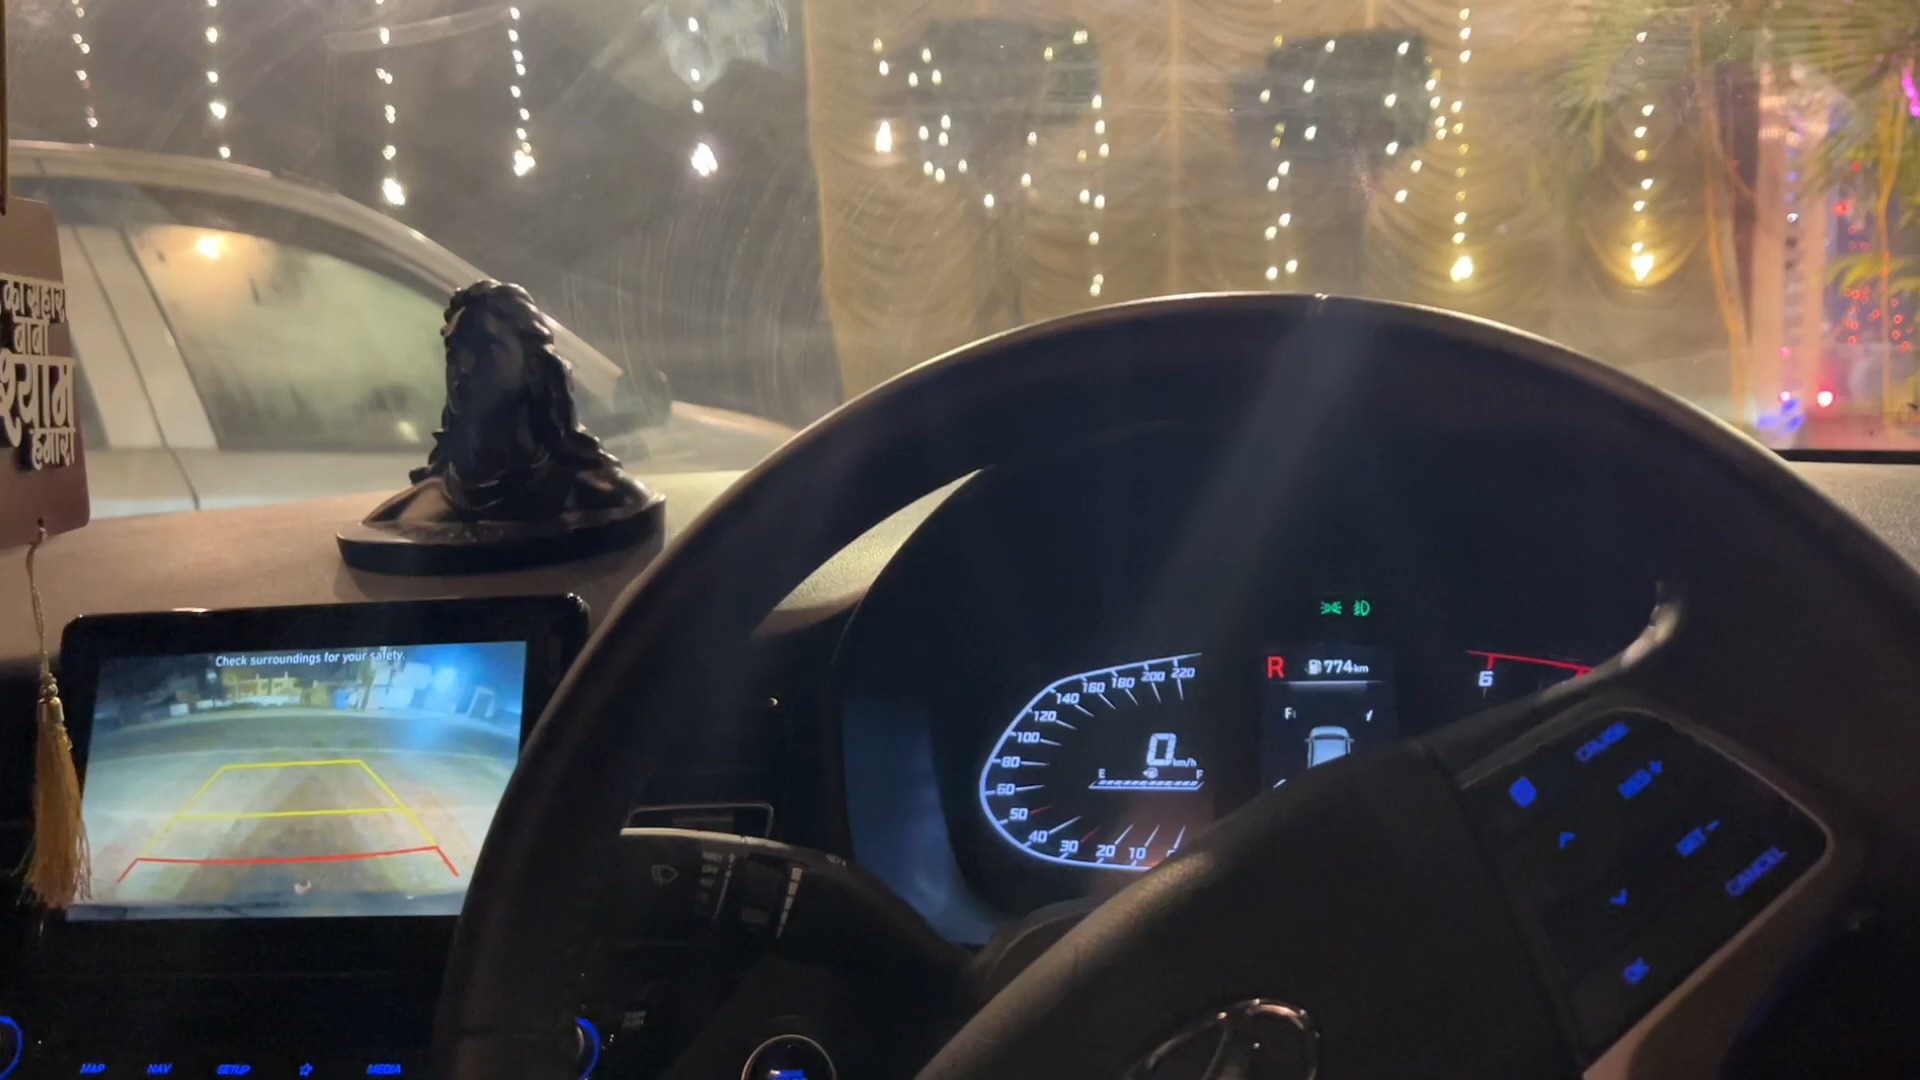 का सहारा
बाबा
श्याम
हमारा
Check surroundings for your safety.
R 774km
6
220
200
180
160
140
120
100
80
60
50
40
30
20
10
0 km/h
E F
CRUISE
RES +
SET -
CANCEL
OK
MAP NAV SETUP ☆ MEDIA